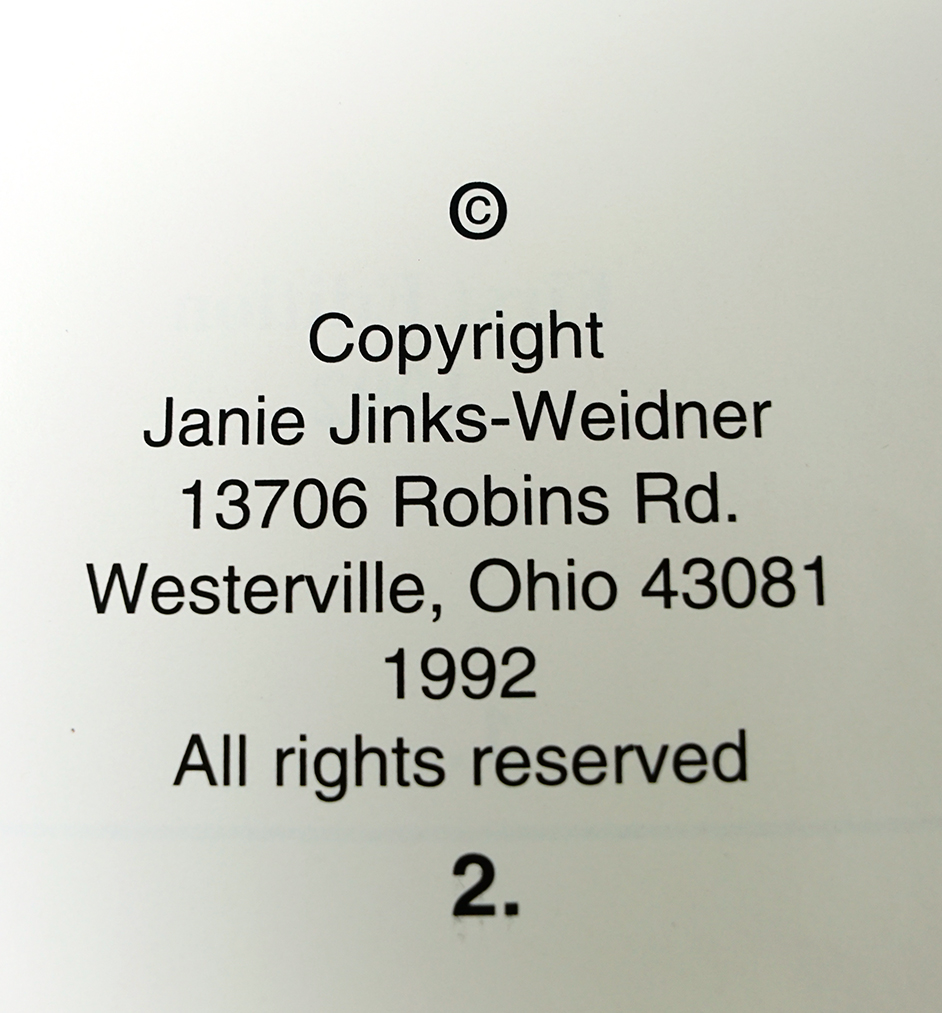 ©
Copyright
Janie Jinks-Weidner
13706 Robins Rd.
Westerville, Ohio 43081
1992
All rights reserved
2.